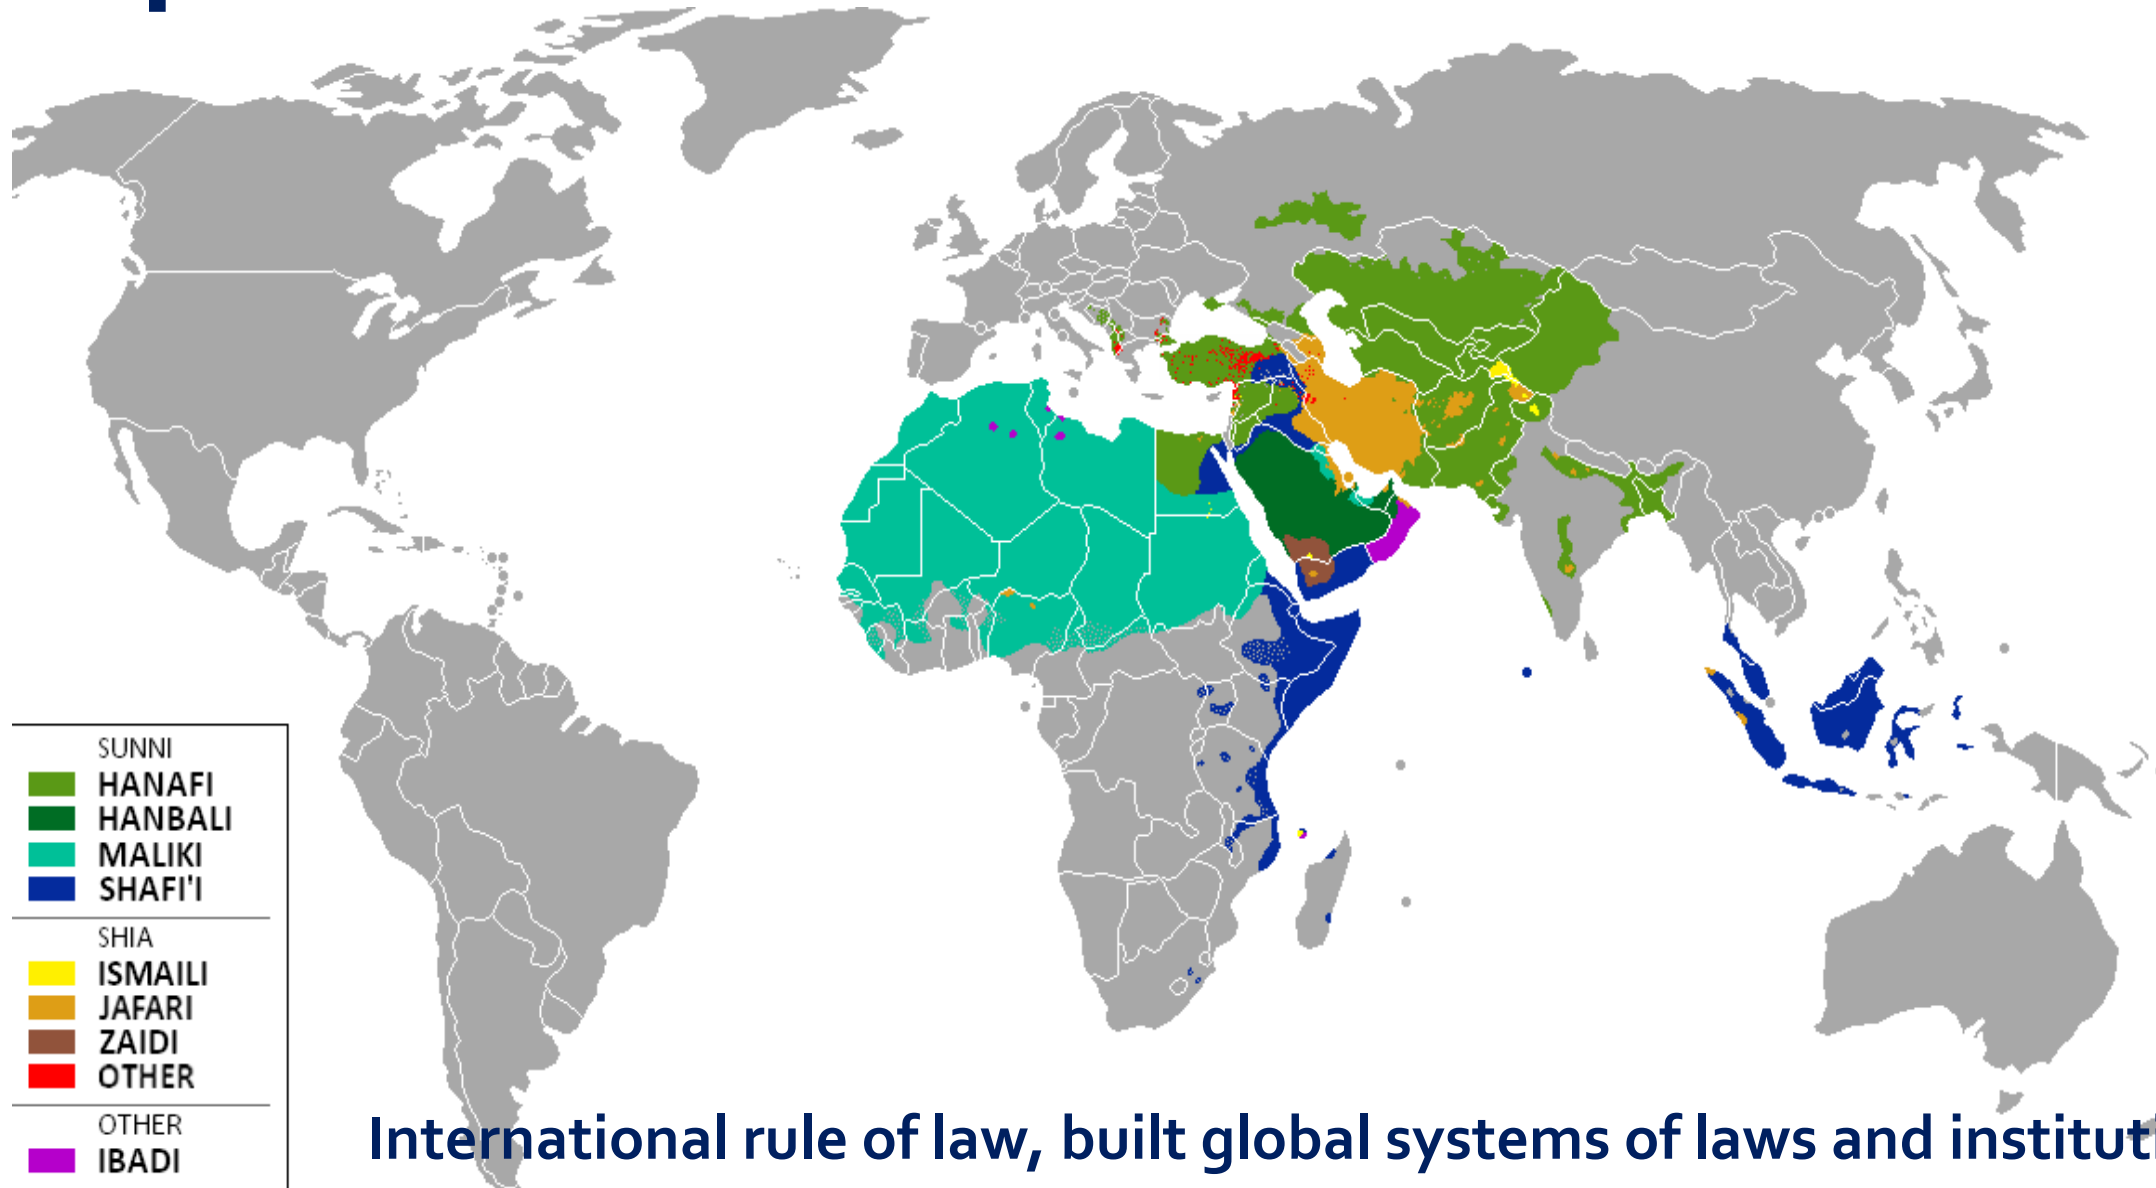 SUNNI
HANAFI
HANBALI
MALIKI
SHAFI'I
SHIA
ISMAILI
JAFARI
ZAIDI
OTHER
OTHER
IBADI
International rule of law, built global systems of laws and instituti